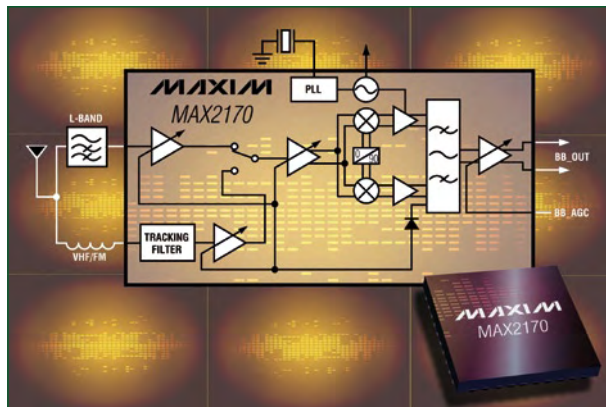 MAXIM
MAX2170
PLL
L-BAND
BB_OUT
BB_AGC
TRACKING
FILTER
VHF/FM
MAXIM
MAX2170